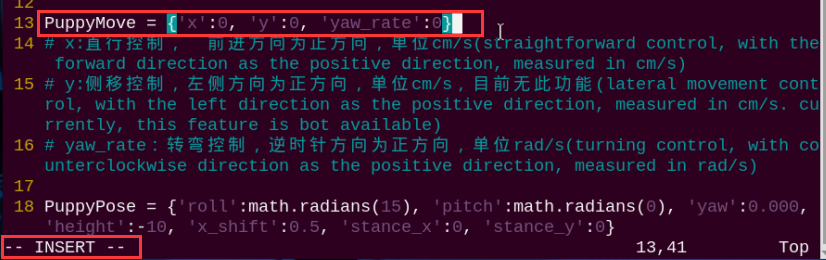 12
13 PuppyMove = {'x':0, 'y':0, 'yaw_rate':0}
14 # x:直行控制， 前进方向为正方向，单位cm/s(straightforward control, with the
forward direction as the positive direction, measured in cm/s)
15 # y:侧移控制，左侧方向为正方向，单位cm/s，目前无此功能(lateral movement cont
rol, with the left direction as the positive direction, measured in cm/s. cu
rrently, this feature is bot available)
16 # yaw_rate：转弯控制，逆时针方向为正方向，单位rad/s(turning control, with co
unterclockwise direction as the positive direction, measured in rad/s)
17
18 PuppyPose = {'roll':math.radians(15), 'pitch':math.radians(0), 'yaw':0.000,
'height':-10, 'x_shift':0.5, 'stance_x':0, 'stance_y':0}
-- INSERT -- 13,41 Top